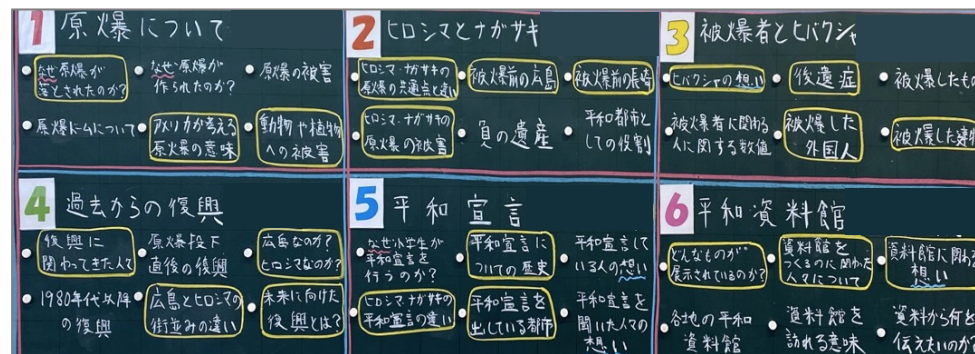 1 原爆について
なぜ原爆が
落とされたのか?
なぜ原爆が
作られたのか?
原爆の被害
原爆ドームについて
アメリカが考える
原爆の意味
動物や植物
への被害
2 ヒロシマとナガサキ
ヒロシマ・ナガサキの
原爆の共通点と違い
被爆前の広島
被爆前の長崎
ヒロシマ・ナガサキの
原爆の被害
負の遺産
平和都市と
しての役割
3 被爆者とヒバクシャ
ヒバクシャの想い
後遺症
被爆したもの
被爆者に関わる
人に関する数値
被爆した
外国人
被爆した建
4 過去からの復興
復興に
関わってきた人々
原爆投下
直後の復興
広島なのか?
ヒロシマなのか?
1980年代以降
の復興
広島とヒロシマの
街並みの違い
未来に向けた
復興とは?
5 平和宣言
なぜ小学生が
平和宣言を
行うのか?
平和宣言に
ついての歴史
平和宣言して
いる人の想い
ヒロシマ・ナガサキの
平和宣言の違い
平和宣言を
出している都市
平和宣言を
聞いた人々の
想い
6 平和資料館
どんなものが
展示されているのか?
資料館を
つくるのに関わった
人々について
資料館に関わ
想い
各地の平和
資料館
資料館を
訪れる意味
資料から何を
伝えたいのか